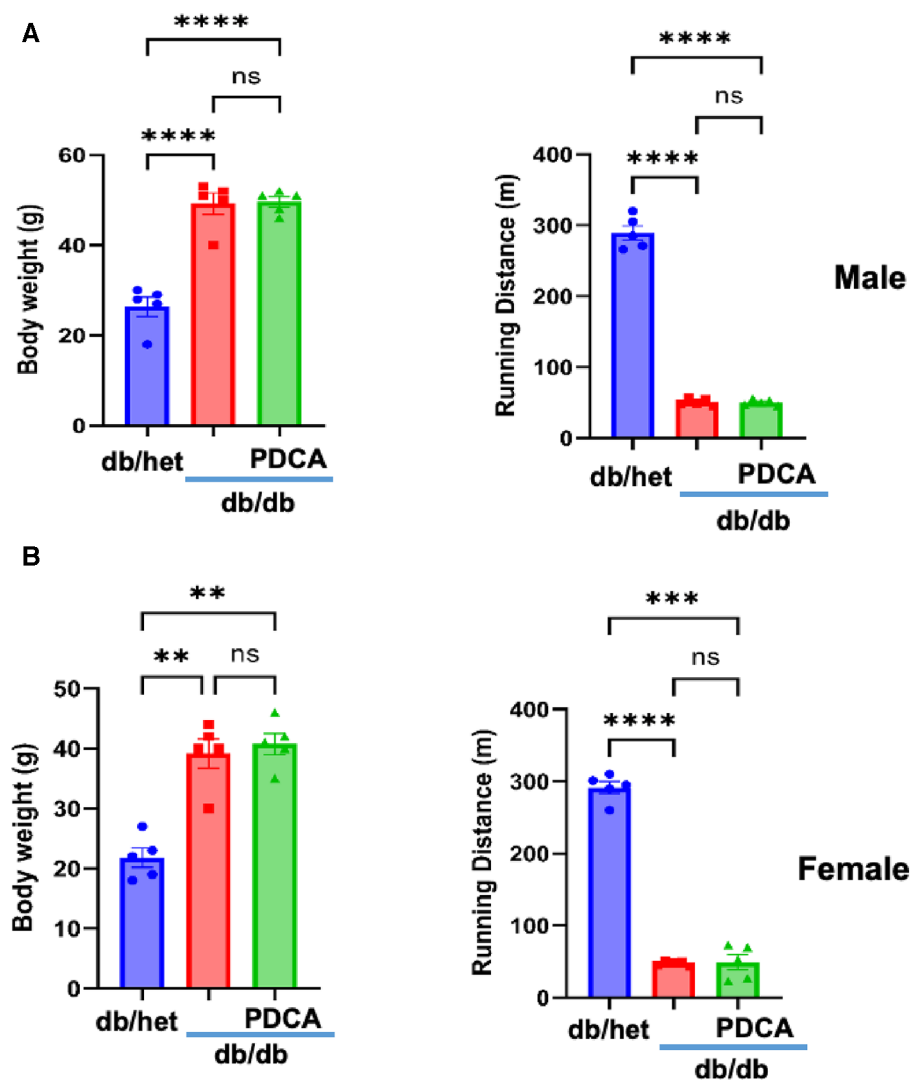 A
****
ns
****
Body weight (g)
60
40
20
0
db/het
PDCA
db/db
****
ns
****
Running Distance (m)
400
300
200
100
0
db/het
PDCA
db/db
Male
B
**
ns
**
Body weight (g)
50
40
30
20
10
0
db/het
PDCA
db/db
***
ns
****
Running Distance (m)
400
300
200
100
0
db/het
PDCA
db/db
Female